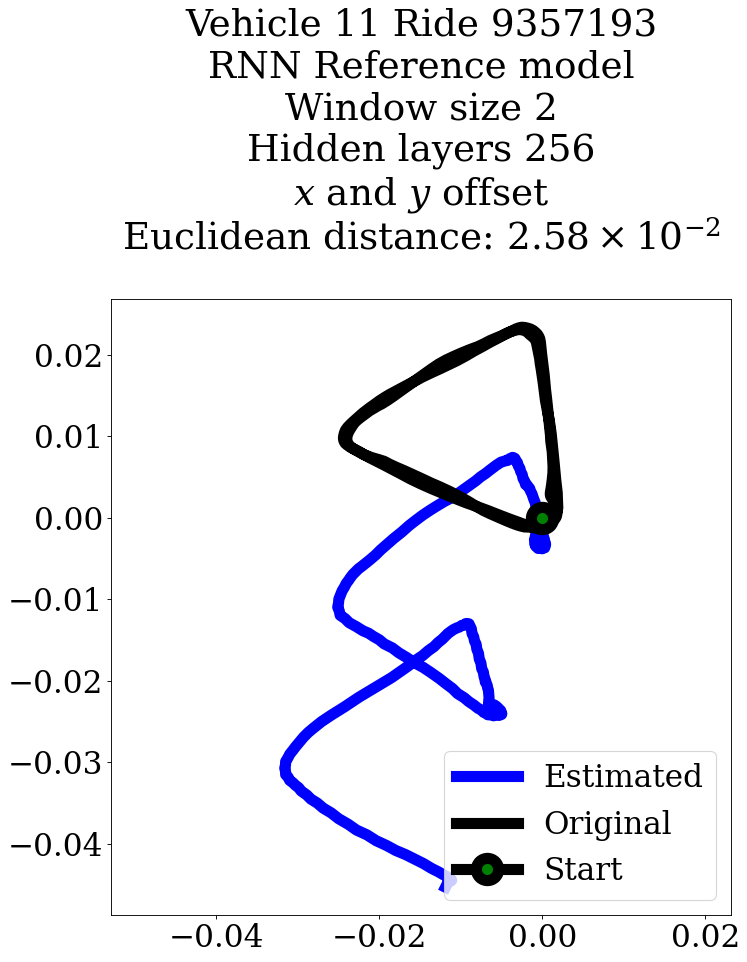 Vehicle 11 Ride 9357193
RNN Reference model
Window size 2
Hidden layers 256
x and y offset
Euclidean distance: 2.58 × 10⁻²
0.02
0.01
0.00
−0.01
−0.02
−0.03
−0.04
Estimated
Original
Start
−0.04 −0.02 0.00 0.02